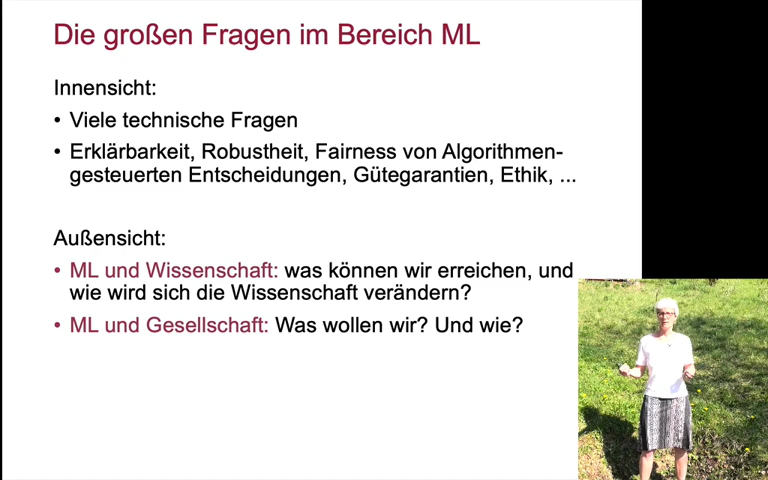 Die großen Fragen im Bereich ML
Innensicht:
• Viele technische Fragen
• Erklärbarkeit, Robustheit, Fairness von Algorithmen-
gesteuerten Entscheidungen, Gütegarantien, Ethik, ...
Außensicht:
• ML und Wissenschaft: was können wir erreichen, und
wie wird sich die Wissenschaft verändern?
• ML und Gesellschaft: Was wollen wir? Und wie?